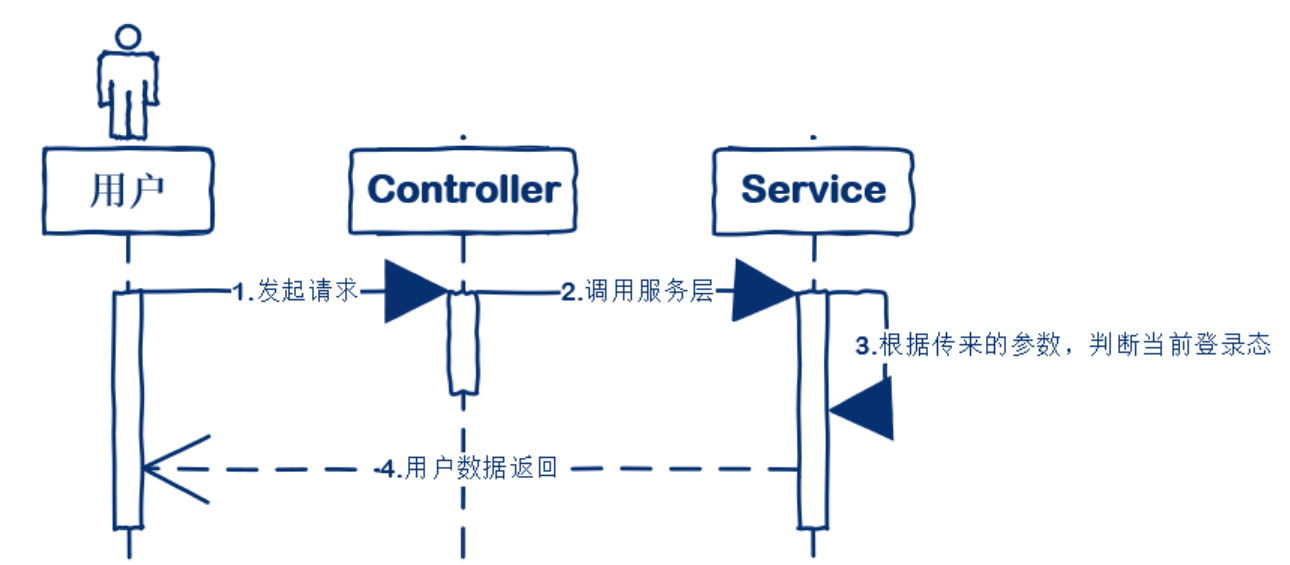 用户
Controller
Service
1.发起请求
2.调用服务层
3.根据传来的参数，判断当前登录态
4.用户数据返回